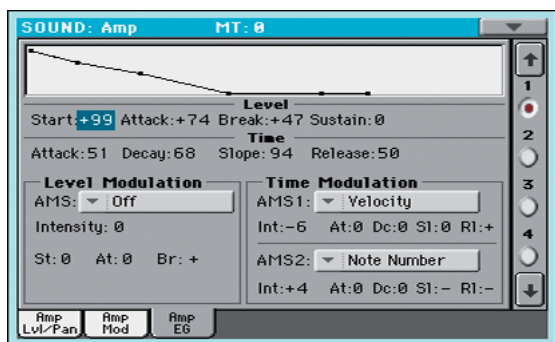 SOUND: Amp MT: 0
Level
Start:+99 Attack:+74 Break:+47 Sustain:0
Time
Attack:51 Decay:68 Slope:94 Release:50
Level Modulation
AMS: Off
Intensity: 0
St:0 At:0 Br: +
Time Modulation
AMS1: Velocity
Int:-6 At:0 Dc:0 Sl:0 Rl:+
AMS2: Note Number
Int:+4 At:0 Dc:0 Sl:- Rl:-
1
2
3
4
Amp Lvl/Pan
Amp Mod
Amp EG